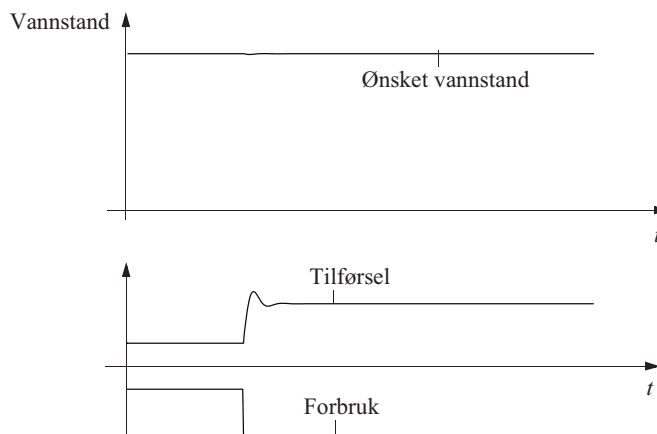 Vannstand
Ønsket vannstand
t
Tilførsel
t
Forbruk